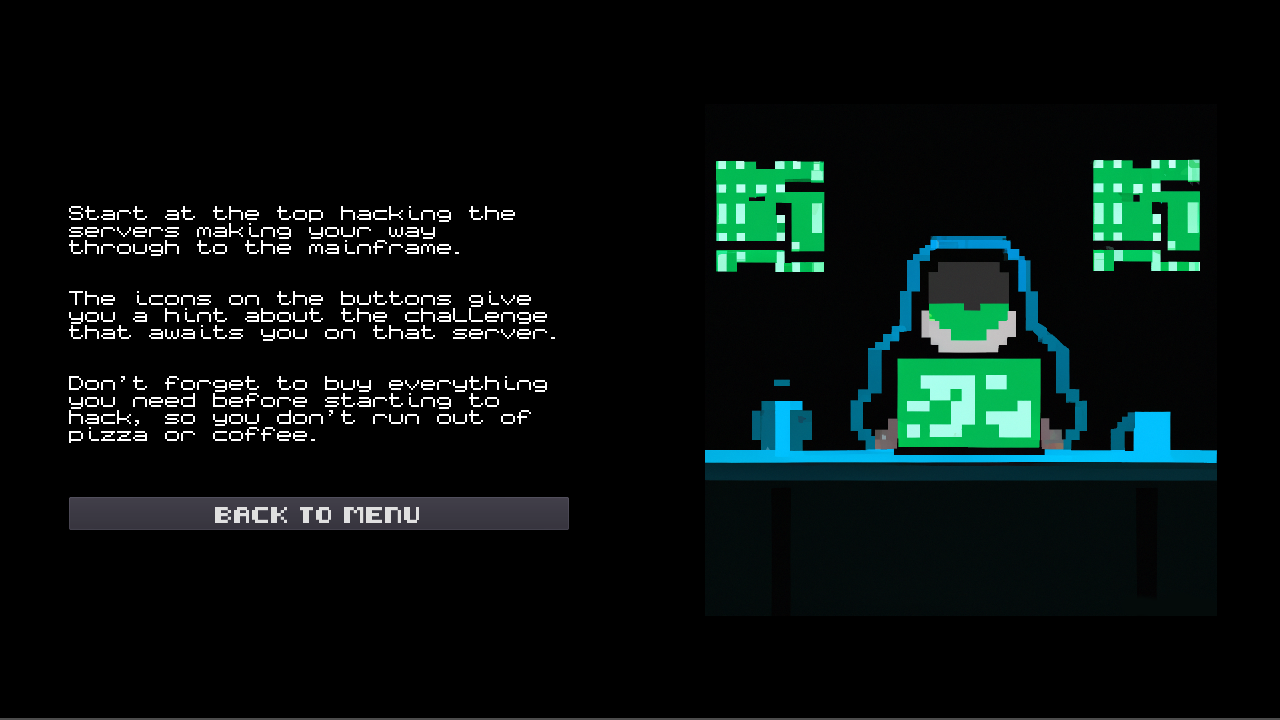 Start at the top hacking the
servers making your way
through to the mainframe.
The icons on the buttons give
you a hint about the challenge
that awaits you on that server.
Don't forget to buy everything
you need before starting to
hack, so you don't run out of
pizza or coffee.
BACK TO MENU